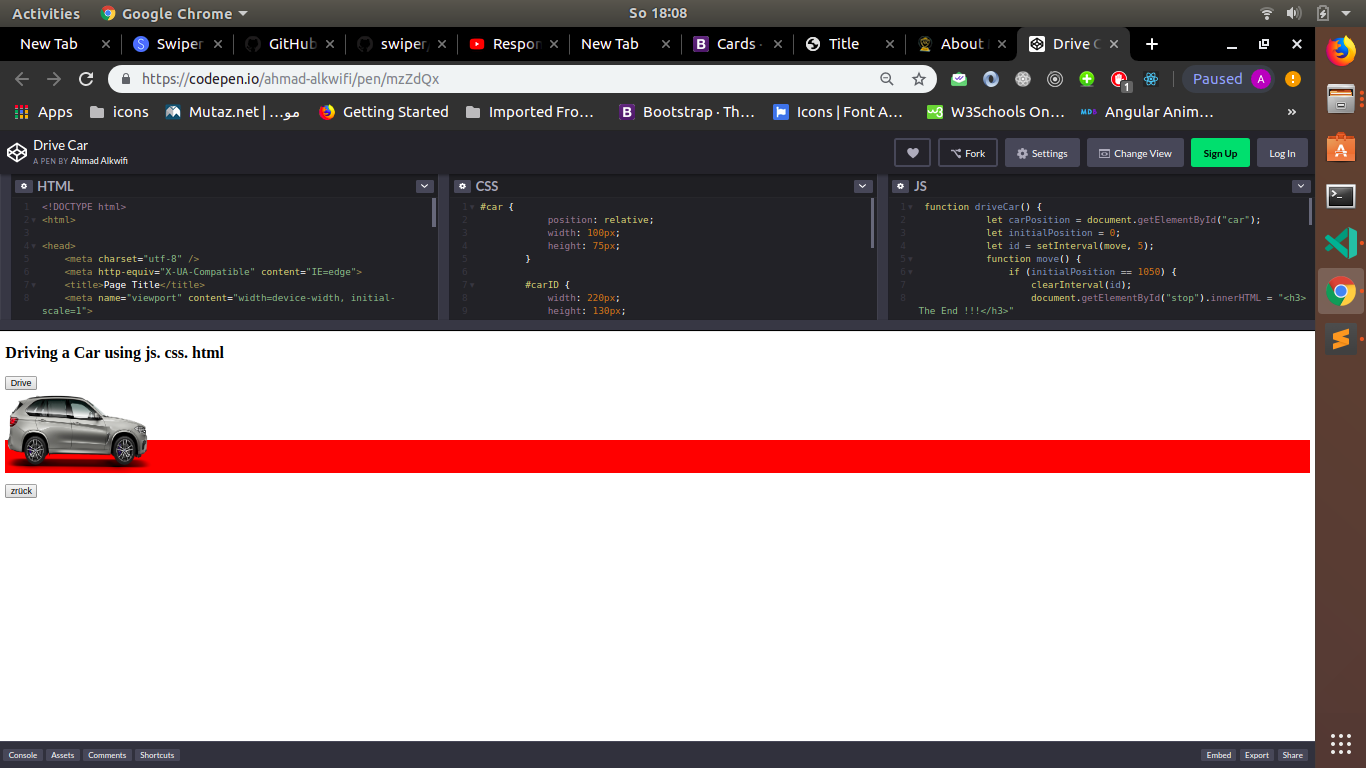 Activities Google Chrome So 18:08
New Tab Swiper GitHub swiper, Respon New Tab Cards - Title About Drive C
https://codepen.io/ahmad-alkwifi/pen/mzZdQx Paused A 1
Apps icons Mutaz.net | ...مو Getting Started Imported Fro... Bootstrap · Th... Icons | Font A... W3Schools On... Angular Anim... »
Drive Car
A PEN BY Ahmad Alkwifi
Fork Settings Change View Sign Up Log In
HTML
1 <!DOCTYPE html>
2 <html>
3
4 <head>
5 <meta charset="utf-8" />
6 <meta http-equiv="X-UA-Compatible" content="IE=edge">
7 <title>Page Title</title>
8 <meta name="viewport" content="width=device-width, initial-
scale=1">
CSS
1 #car {
2 position: relative;
3 width: 100px;
4 height: 75px;
5 }
6
7 #carID {
8 width: 220px;
9 height: 130px;
JS
1 function driveCar() {
2 let carPosition = document.getElementById("car");
3 let initialPosition = 0;
4 let id = setInterval(move, 5);
5 function move() {
6 if (initialPosition == 1050) {
7 clearInterval(id);
8 document.getElementById("stop").innerHTML = "<h3>
The End !!!</h3>"
Driving a Car using js. css. html
Drive
zrück
Console Assets Comments Shortcuts Embed Export Share